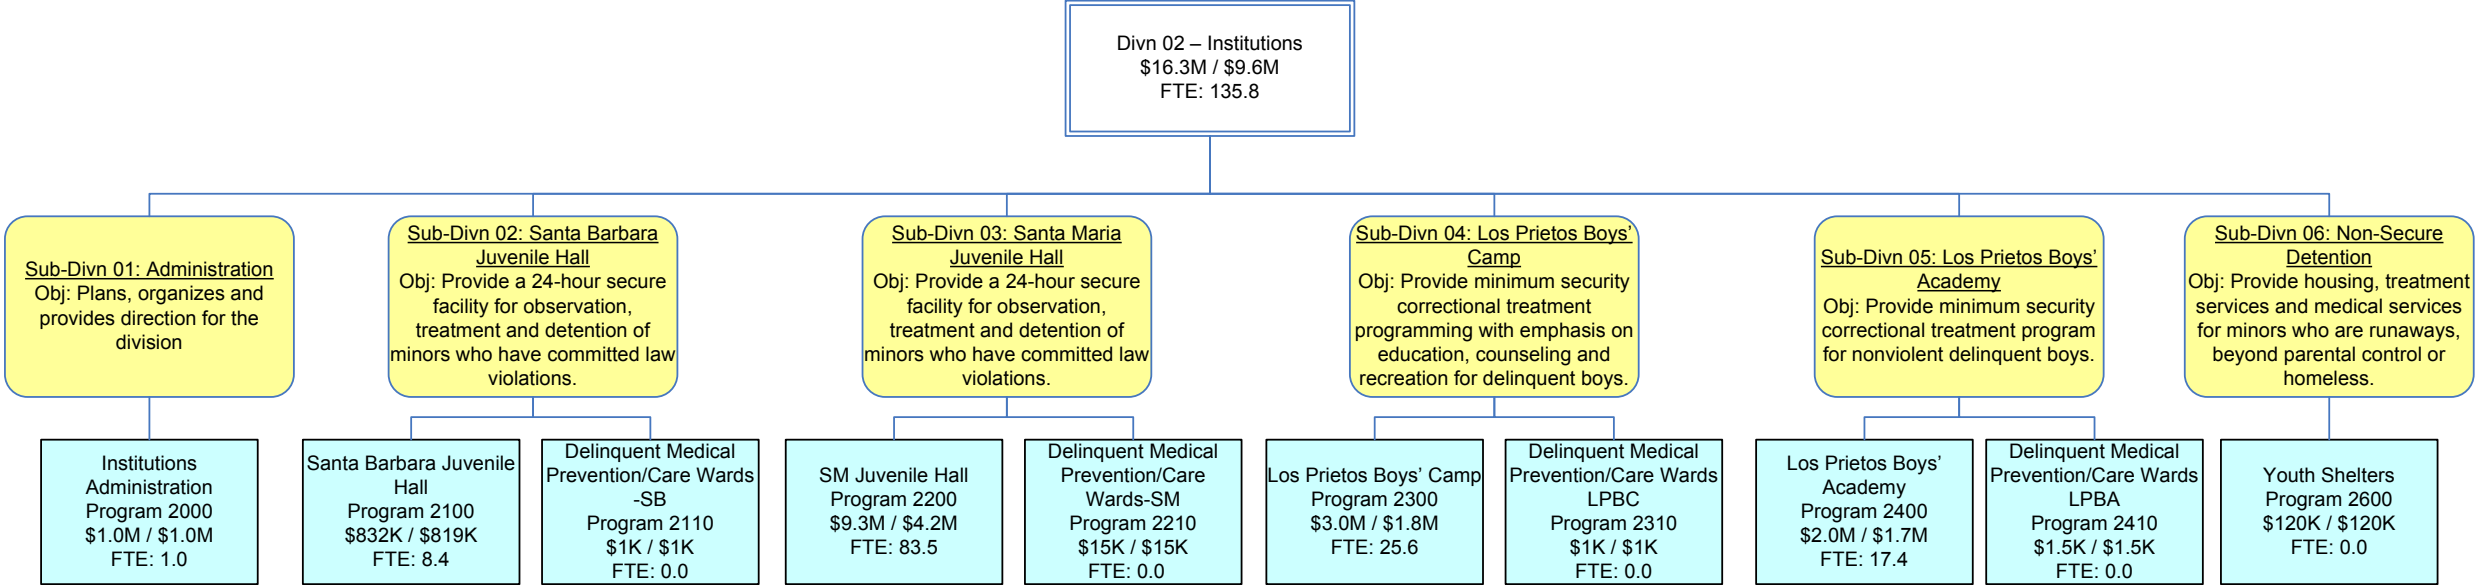 Divn 02 – Institutions
$16.3M / $9.6M
FTE: 135.8
Sub-Divn 01: Administration
Obj: Plans, organizes and
provides direction for the
division
Sub-Divn 02: Santa Barbara
Juvenile Hall
Obj: Provide a 24-hour secure
facility for observation,
treatment and detention of
minors who have committed law
violations.
Sub-Divn 03: Santa Maria
Juvenile Hall
Obj: Provide a 24-hour secure
facility for observation,
treatment and detention of
minors who have committed law
violations.
Sub-Divn 04: Los Prietos Boys’
Camp
Obj: Provide minimum security
correctional treatment
programming with emphasis on
education, counseling and
recreation for delinquent boys.
Sub-Divn 05: Los Prietos Boys’
Academy
Obj: Provide minimum security
correctional treatment program
for nonviolent delinquent boys.
Sub-Divn 06: Non-Secure
Detention
Obj: Provide housing, treatment
services and medical services
for minors who are runaways,
beyond parental control or
homeless.
Institutions
Administration
Program 2000
$1.0M / $1.0M
FTE: 1.0
Santa Barbara Juvenile
Hall
Program 2100
$832K / $819K
FTE: 8.4
Delinquent Medical
Prevention/Care Wards
-SB
Program 2110
$1K / $1K
FTE: 0.0
SM Juvenile Hall
Program 2200
$9.3M / $4.2M
FTE: 83.5
Delinquent Medical
Prevention/Care
Wards-SM
Program 2210
$15K / $15K
FTE: 0.0
Los Prietos Boys’ Camp
Program 2300
$3.0M / $1.8M
FTE: 25.6
Delinquent Medical
Prevention/Care Wards
LPBC
Program 2310
$1K / $1K
FTE: 0.0
Los Prietos Boys’
Academy
Program 2400
$2.0M / $1.7M
FTE: 17.4
Delinquent Medical
Prevention/Care Wards
LPBA
Program 2410
$1.5K / $1.5K
FTE: 0.0
Youth Shelters
Program 2600
$120K / $120K
FTE: 0.0